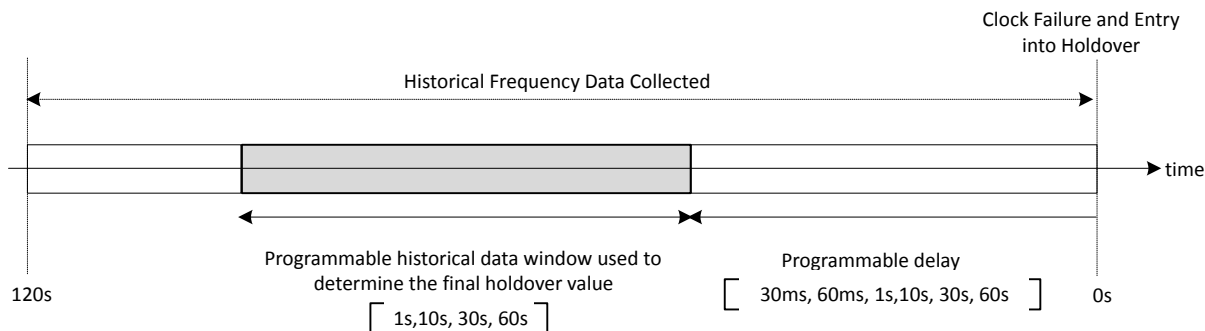 Clock Failure and Entry
into Holdover
Historical Frequency Data Collected
time
Programmable historical data window used to
determine the final holdover value
1s,10s, 30s, 60s
Programmable delay
30ms, 60ms, 1s,10s, 30s, 60s
120s
0s